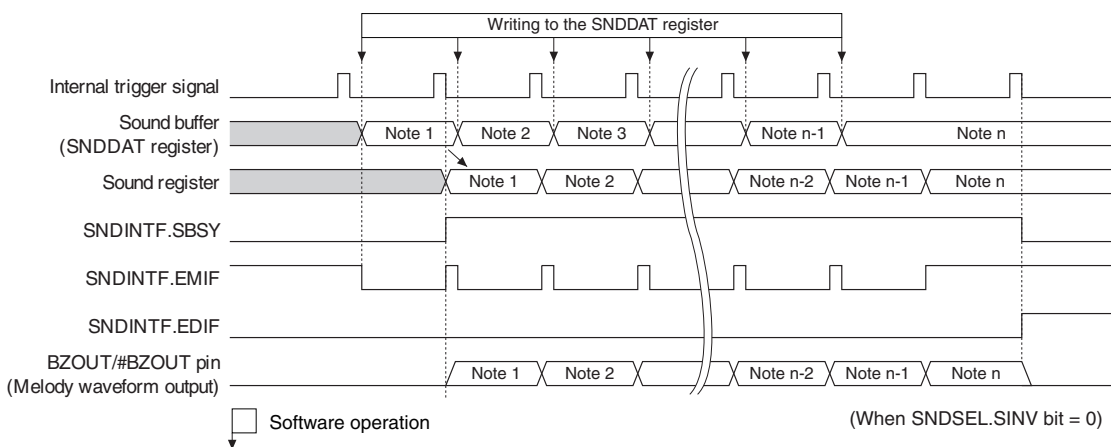 Writing to the SNDDAT register
Internal trigger signal
Sound buffer
(SNDDAT register)
Note 1 Note 2 Note 3 Note n-1 Note n
Sound register
Note 1 Note 2 Note n-2 Note n-1 Note n
SNDINTF.SBSY
SNDINTF.EMIF
SNDINTF.EDIF
BZOUT/#BZOUT pin
(Melody waveform output)
Note 1 Note 2 Note n-2 Note n-1 Note n
Software operation
(When SNDSEL.SINV bit = 0)